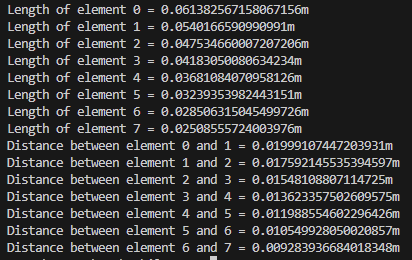 Length of element 0 = 0.061382567158067156m
Length of element 1 = 0.0540166590990991m
Length of element 2 = 0.047534660007207206m
Length of element 3 = 0.04183050080634234m
Length of element 4 = 0.03681084070958126m
Length of element 5 = 0.03239353982443151m
Length of element 6 = 0.028506315045499726m
Length of element 7 = 0.02508555724003976m
Distance between element 0 and 1 = 0.01999107447203931m
Distance between element 1 and 2 = 0.017592145535394597m
Distance between element 2 and 3 = 0.01548108807114725m
Distance between element 3 and 4 = 0.013623357502609575m
Distance between element 4 and 5 = 0.011988554602296426m
Distance between element 5 and 6 = 0.010549928050020857m
Distance between element 6 and 7 = 0.009283936684018348m